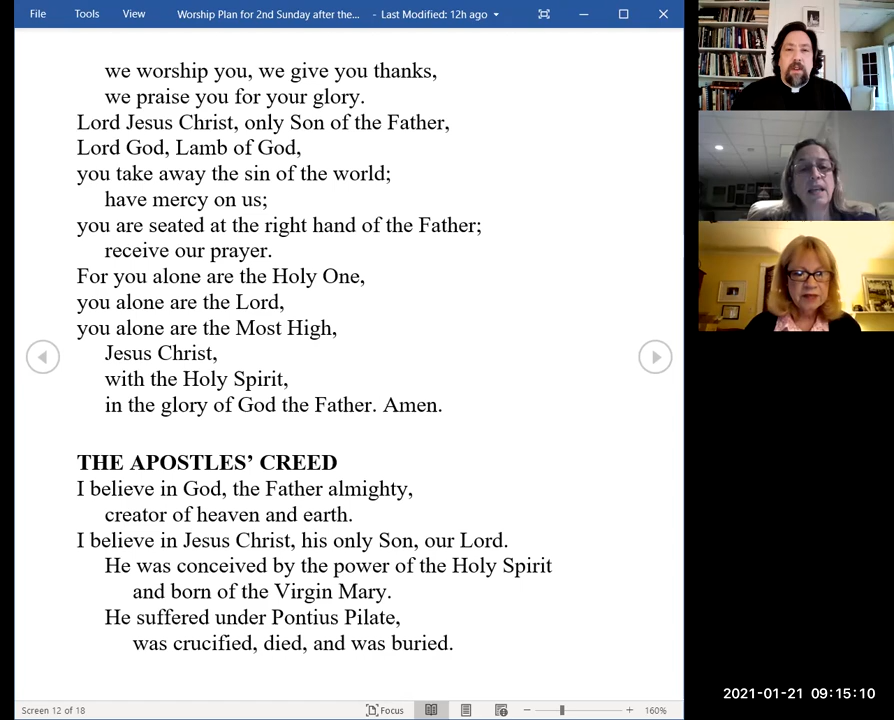 File Tools View Worship Plan for 2nd Sunday after the... - Last Modified: 12h ago
we worship you, we give you thanks,
we praise you for your glory.
Lord Jesus Christ, only Son of the Father,
Lord God, Lamb of God,
you take away the sin of the world;
have mercy on us;
you are seated at the right hand of the Father;
receive our prayer.
For you alone are the Holy One,
you alone are the Lord,
you alone are the Most High,
Jesus Christ,
with the Holy Spirit,
in the glory of God the Father. Amen.
THE APOSTLES’ CREED
I believe in God, the Father almighty,
creator of heaven and earth.
I believe in Jesus Christ, his only Son, our Lord.
He was conceived by the power of the Holy Spirit
and born of the Virgin Mary.
He suffered under Pontius Pilate,
was crucified, died, and was buried.
2021-01-21 09:15:10
Screen 12 of 18 Focus 160%